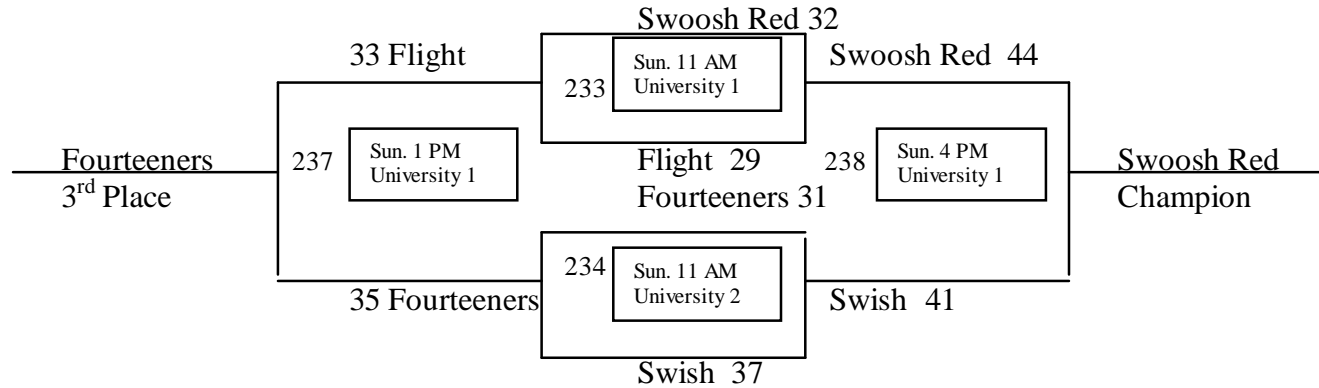 Swoosh Red 32
33 Flight
Sun. 11 AM
University 1
233
Swoosh Red 44
Fourteeners
3rd Place
237
Sun. 1 PM
University 1
Flight 29
Fourteeners 31
238
Sun. 4 PM
University 1
Swoosh Red
Champion
234
Sun. 11 AM
University 2
35 Fourteeners
Swish 41
Swish 37